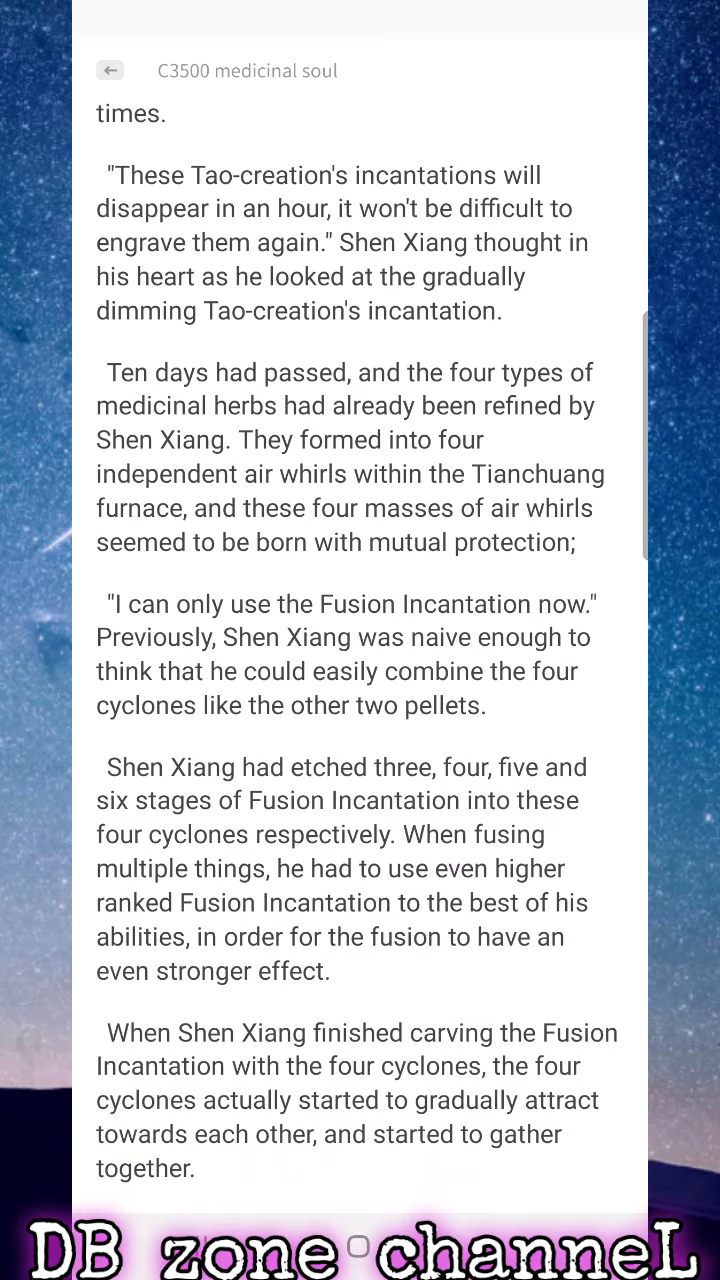 C3500 medicinal soul
times.
"These Tao-creation's incantations will
disappear in an hour, it won't be difficult to
engrave them again." Shen Xiang thought in
his heart as he looked at the gradually
dimming Tao-creation's incantation.
Ten days had passed, and the four types of
medicinal herbs had already been refined by
Shen Xiang. They formed into four
independent air whirls within the Tianchuang
furnace, and these four masses of air whirls
seemed to be born with mutual protection;
"I can only use the Fusion Incantation now."
Previously, Shen Xiang was naive enough to
think that he could easily combine the four
cyclones like the other two pellets.
Shen Xiang had etched three, four, five and
six stages of Fusion Incantation into these
four cyclones respectively. When fusing
multiple things, he had to use even higher
ranked Fusion Incantation to the best of his
abilities, in order for the fusion to have an
even stronger effect.
When Shen Xiang finished carving the Fusion
Incantation with the four cyclones, the four
cyclones actually started to gradually attract
towards each other, and started to gather
together.
DB zone channeL